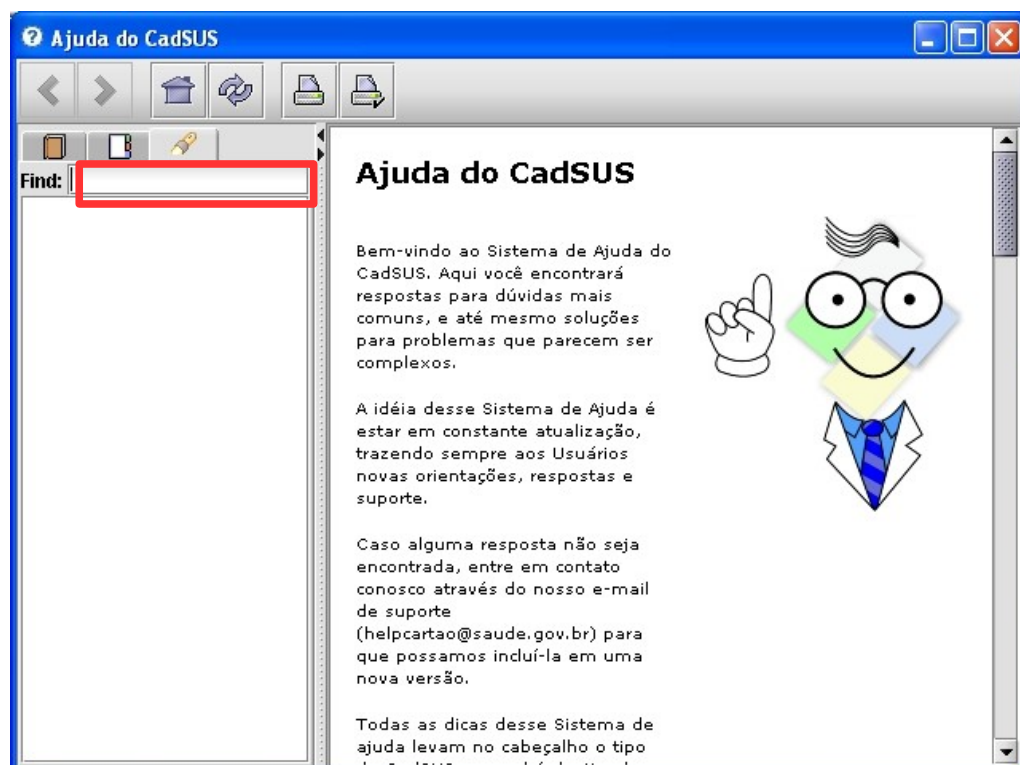 Ajuda do CadSUS
Find:
Ajuda do CadSUS
Bem-vindo ao Sistema de Ajuda do
CadSUS. Aqui você encontrará
respostas para dúvidas mais
comuns, e até mesmo soluções
para problemas que parecem ser
complexos.
A idéia desse Sistema de Ajuda é
estar em constante atualização,
trazendo sempre aos Usuários
novas orientações, respostas e
suporte.
Caso alguma resposta não seja
encontrada, entre em contato
conosco através do nosso e-mail
de suporte
(helpcartao@saude.gov.br) para
que possamos incluí-la em uma
nova versão.
Todas as dicas desse Sistema de
ajuda levam no cabeçalho o tipo